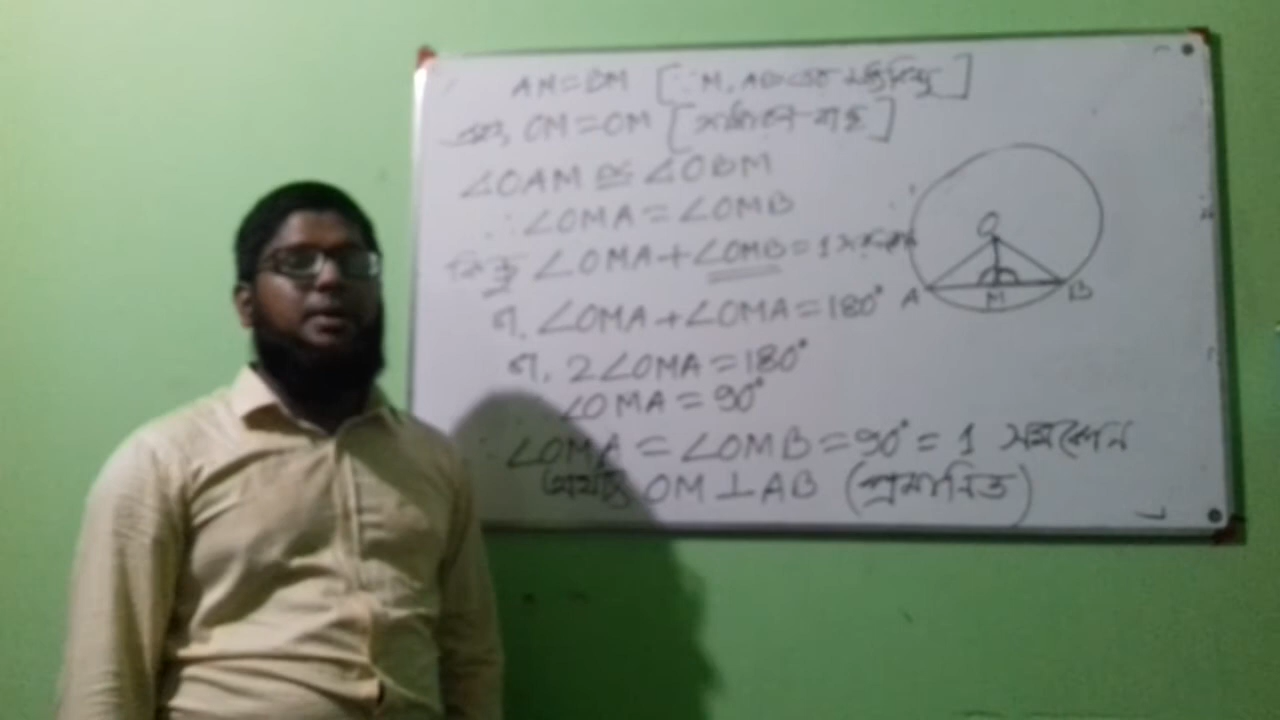 AM=BM [∵M, AB এর মধ্যবিন্দু]
এবং, OM=OM [সাধারণ বাহু]
∠OAM ≅ ∠OBM
∴ ∠OMA = ∠OMB
কিন্তু ∠OMA+∠OMB=1 সরলকোণ
বা, ∠OMA+∠OMA=180°
বা, 2∠OMA=180°
∠OMA=90°
∴ ∠OMA = ∠OMB=90°= 1 সমকোন
অর্থাৎ OM⊥AB (প্রমানিত)
O
A
M
B